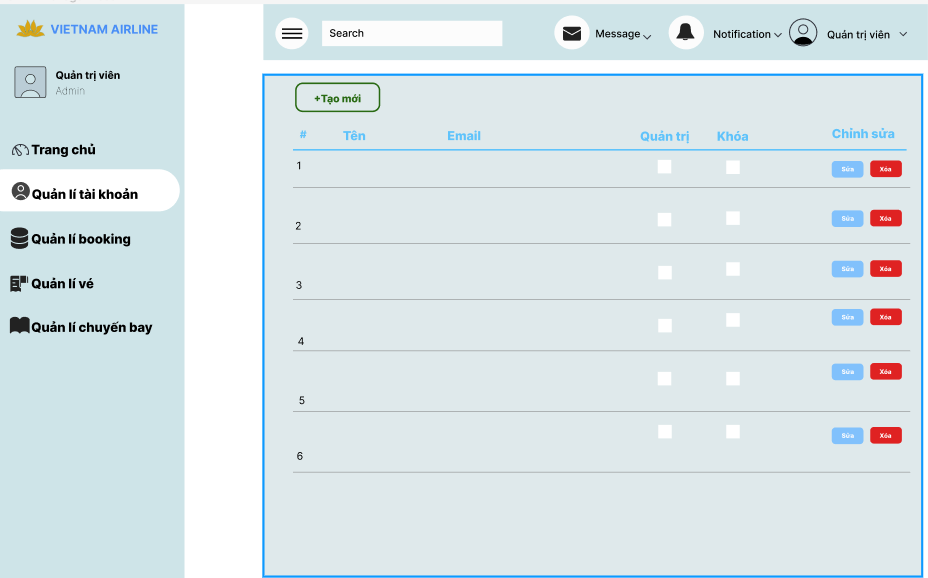 VIETNAM AIRLINE
Quản trị viên
Admin
Trang chủ
Quản lí tài khoản
Quản lí booking
Quản lí vé
Quản lí chuyến bay
Search
Message
Notification
Quản trị viên
+Tạo mới
# Tên Email Quản trị Khóa Chỉnh sửa
1 Sửa Xóa
2 Sửa Xóa
3 Sửa Xóa
4 Sửa Xóa
5 Sửa Xóa
6 Sửa Xóa